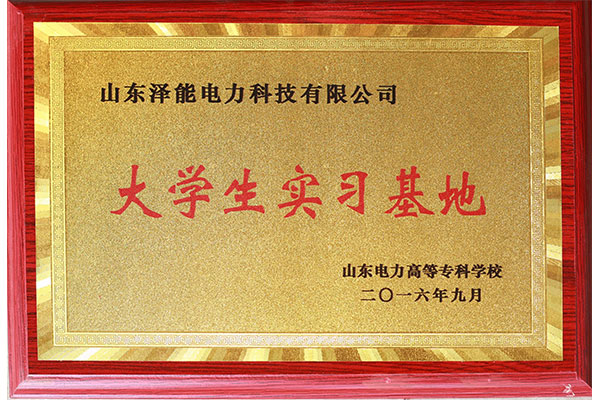 山东泽能电力科技有限公司
大学生实习基地
山东电力高等专科学校
二〇一六年九月